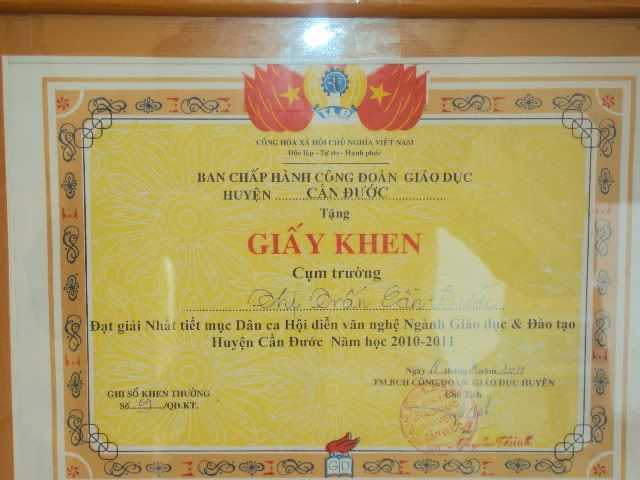 CỘNG HÒA XÃ HỘI CHỦ NGHĨA VIỆT NAM
Độc lập - Tự do - Hạnh phúc
BAN CHẤP HÀNH CÔNG ĐOÀN GIÁO DỤC
HUYỆN ........ CẦN ĐƯỚC ........
Tặng
GIẤY KHEN
Cụm trường
Thị Trấn Cần Đước
Đạt giải Nhất tiết mục Dân ca Hội diễn văn nghệ Ngành Giáo dục & Đào tạo
Huyện Cần Đước Năm học 2010-2011
Ngày tháng năm
GHI SỔ KHEN THƯỞNG
TM.BCH CÔNG ĐOÀN GIÁO DỤC HUYỆN
Số /QĐ.KT.
Chủ Tịch
GD